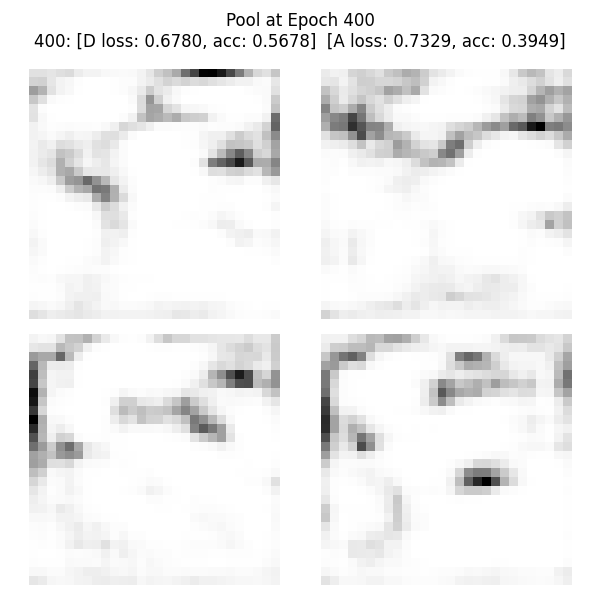 Pool at Epoch 400
400: [D loss: 0.6780, acc: 0.5678]  [A loss: 0.7329, acc: 0.3949]